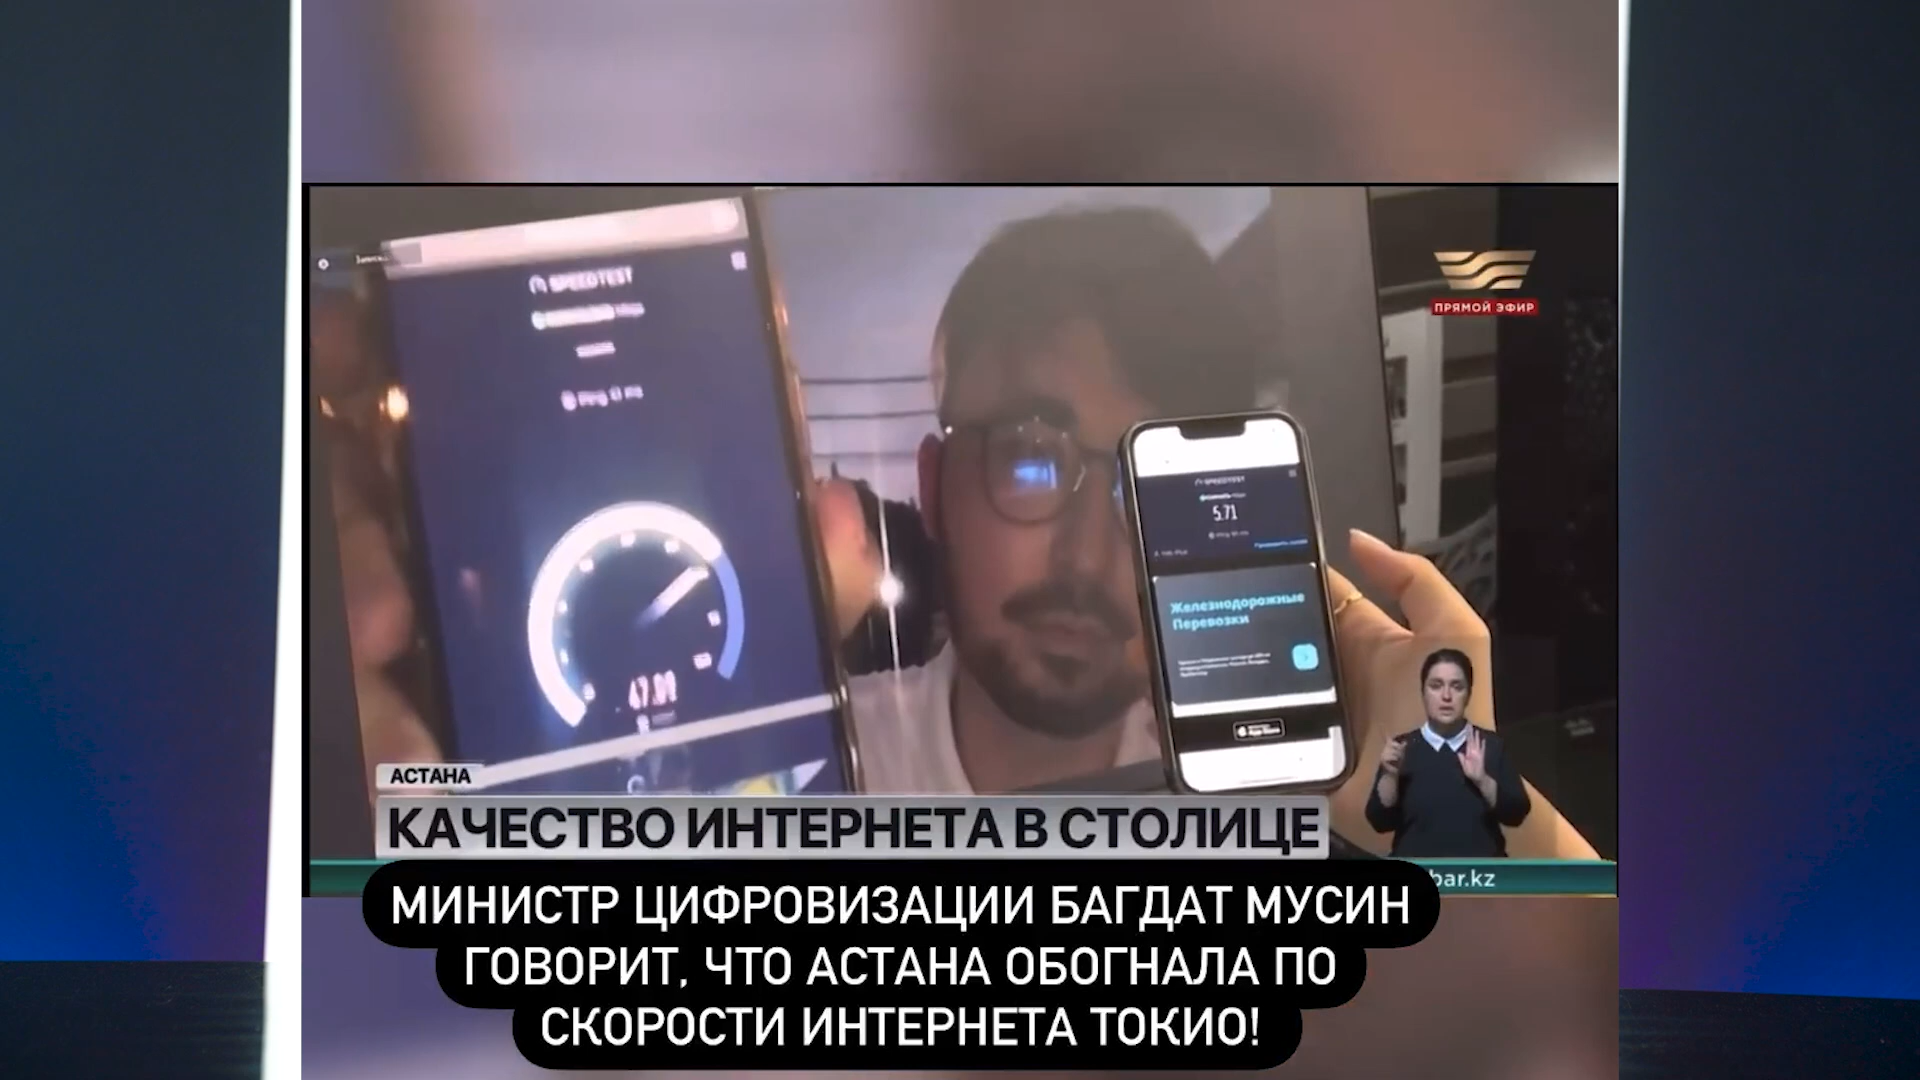 SPEEDTEST
Ping
47.09
ПРЯМОЙ ЭФИР
SPEEDTEST
5.71
Железнодорожные
Перевозки
АСТАНА
КАЧЕСТВО ИНТЕРНЕТА В СТОЛИЦЕ
bar.kz
МИНИСТР ЦИФРОВИЗАЦИИ БАГДАТ МУСИН
ГОВОРИТ, ЧТО АСТАНА ОБОГНАЛА ПО
СКОРОСТИ ИНТЕРНЕТА ТОКИО!